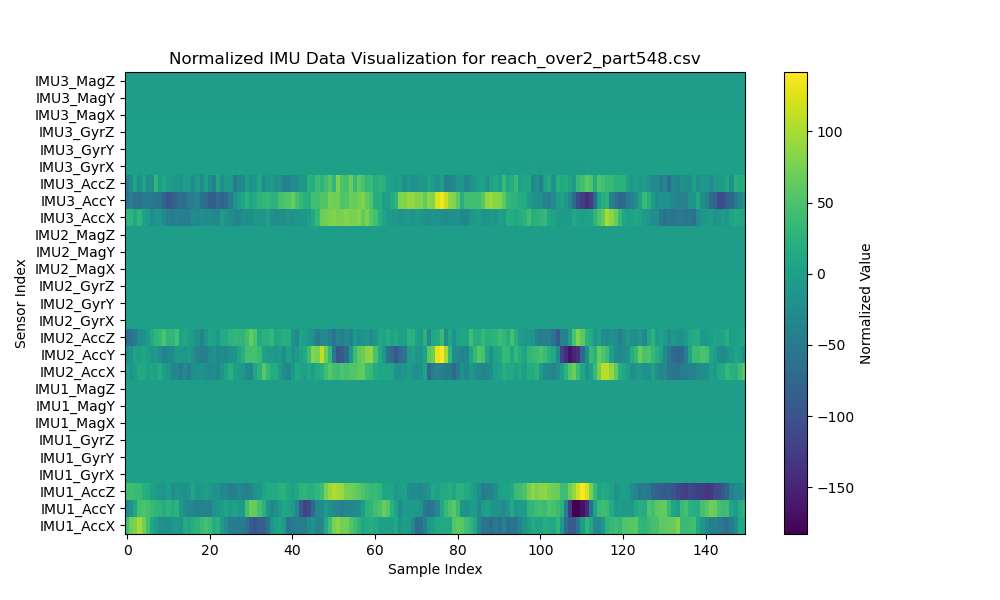 Normalized IMU Data Visualization for reach_over2_part548.csv
IMU3_MagZ
IMU3_MagY
IMU3_MagX
IMU3_GyrZ
IMU3_GyrY
IMU3_GyrX
IMU3_AccZ
IMU3_AccY
IMU3_AccX
IMU2_MagZ
IMU2_MagY
IMU2_MagX
IMU2_GyrZ
IMU2_GyrY
IMU2_GyrX
IMU2_AccZ
IMU2_AccY
IMU2_AccX
IMU1_MagZ
IMU1_MagY
IMU1_MagX
IMU1_GyrZ
IMU1_GyrY
IMU1_GyrX
IMU1_AccZ
IMU1_AccY
IMU1_AccX
Sensor Index
0 20 40 60 80 100 120 140
Sample Index
100
50
0
−50
−100
−150
Normalized Value